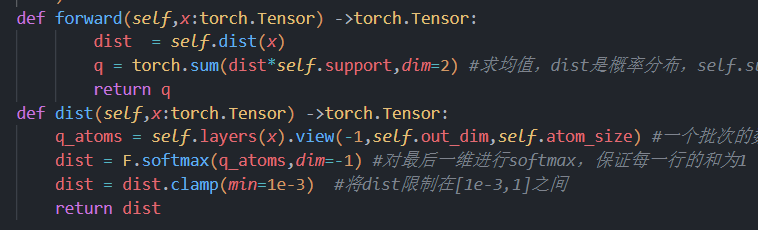 def forward(self,x:torch.Tensor) ->torch.Tensor:
dist  = self.dist(x)
q = torch.sum(dist*self.support,dim=2) #求均值，dist是概率分布，self.su
return q
def dist(self,x:torch.Tensor) ->torch.Tensor:
q_atoms = self.layers(x).view(-1,self.out_dim,self.atom_size) #一个批次的
dist = F.softmax(q_atoms,dim=-1) #对最后一维进行softmax，保证每一行的和为1
dist = dist.clamp(min=1e-3)  #将dist限制在[1e-3,1]之间
return dist